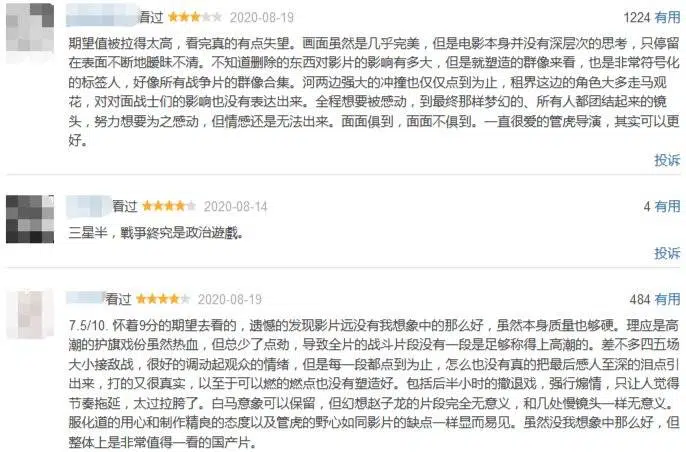 看过 2020-08-19 1224 有用
期望值被拉得太高，看完真的有点失望。画面虽然是几乎完美，但是电影本身并没有深层次的思考，只停留
在表面不断地暧昧不清。不知道删除的东西对影片的影响有多大，但是就塑造的群像来看，也是非常符号化
的标签人，好像所有战争片的群像合集。河两边强大的冲撞也仅仅点到为止，租界这边的角色大多走马观
花，对对面战士们的影响也没有表达出来。全程想要被感动，到最终那样梦幻的、所有人都团结起来的镜
头，努力想要为之感动，但情感还是无法出来。面面俱到，面面不俱到。一直很爱的管虎导演，其实可以更
好。
投诉
看过 2020-08-14 4 有用
三星半，戰爭終究是政治遊戲。
投诉
看过 2020-08-19 484 有用
7.5/10. 怀着9分的期望去看的，遗憾的发现影片远没有我想象中的那么好，虽然本身质量也够硬。理应是高
潮的护旗戏份虽然热血，但总少了点劲，导致全片的战斗片段没有一段是足够称得上高潮的。差不多四五场
大小接敌战，很好的调动起观众的情绪，但是每一段都点到为止，怎么也没有真的把最后感人至深的泪点引
出来，打的又很真实，以至于可以燃的燃点也没有塑造好。包括后半小时的撤退戏，强行煽情，只让人觉得
节奏拖延，太过拉胯了。白马意象可以保留，但幻想赵子龙的片段完全无意义，和几处慢镜头一样无意义。
服化道的用心和制作精良的态度以及管虎的野心如同影片的缺点一样显而易见。虽然没我想象中那么好，但
整体上是非常值得一看的国产片。